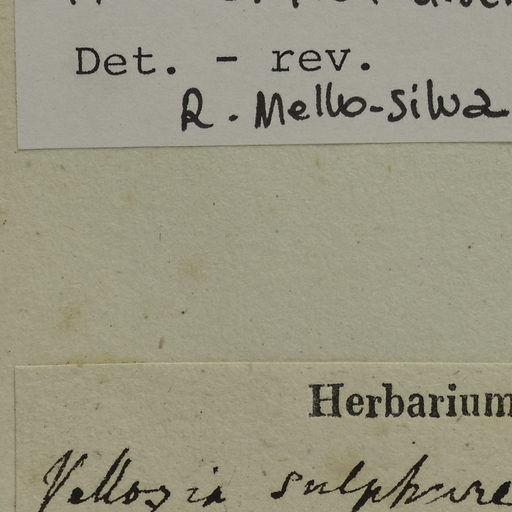 Det. - rev.
R. Mello-Silva
Herbarium
Vellozia sulphure